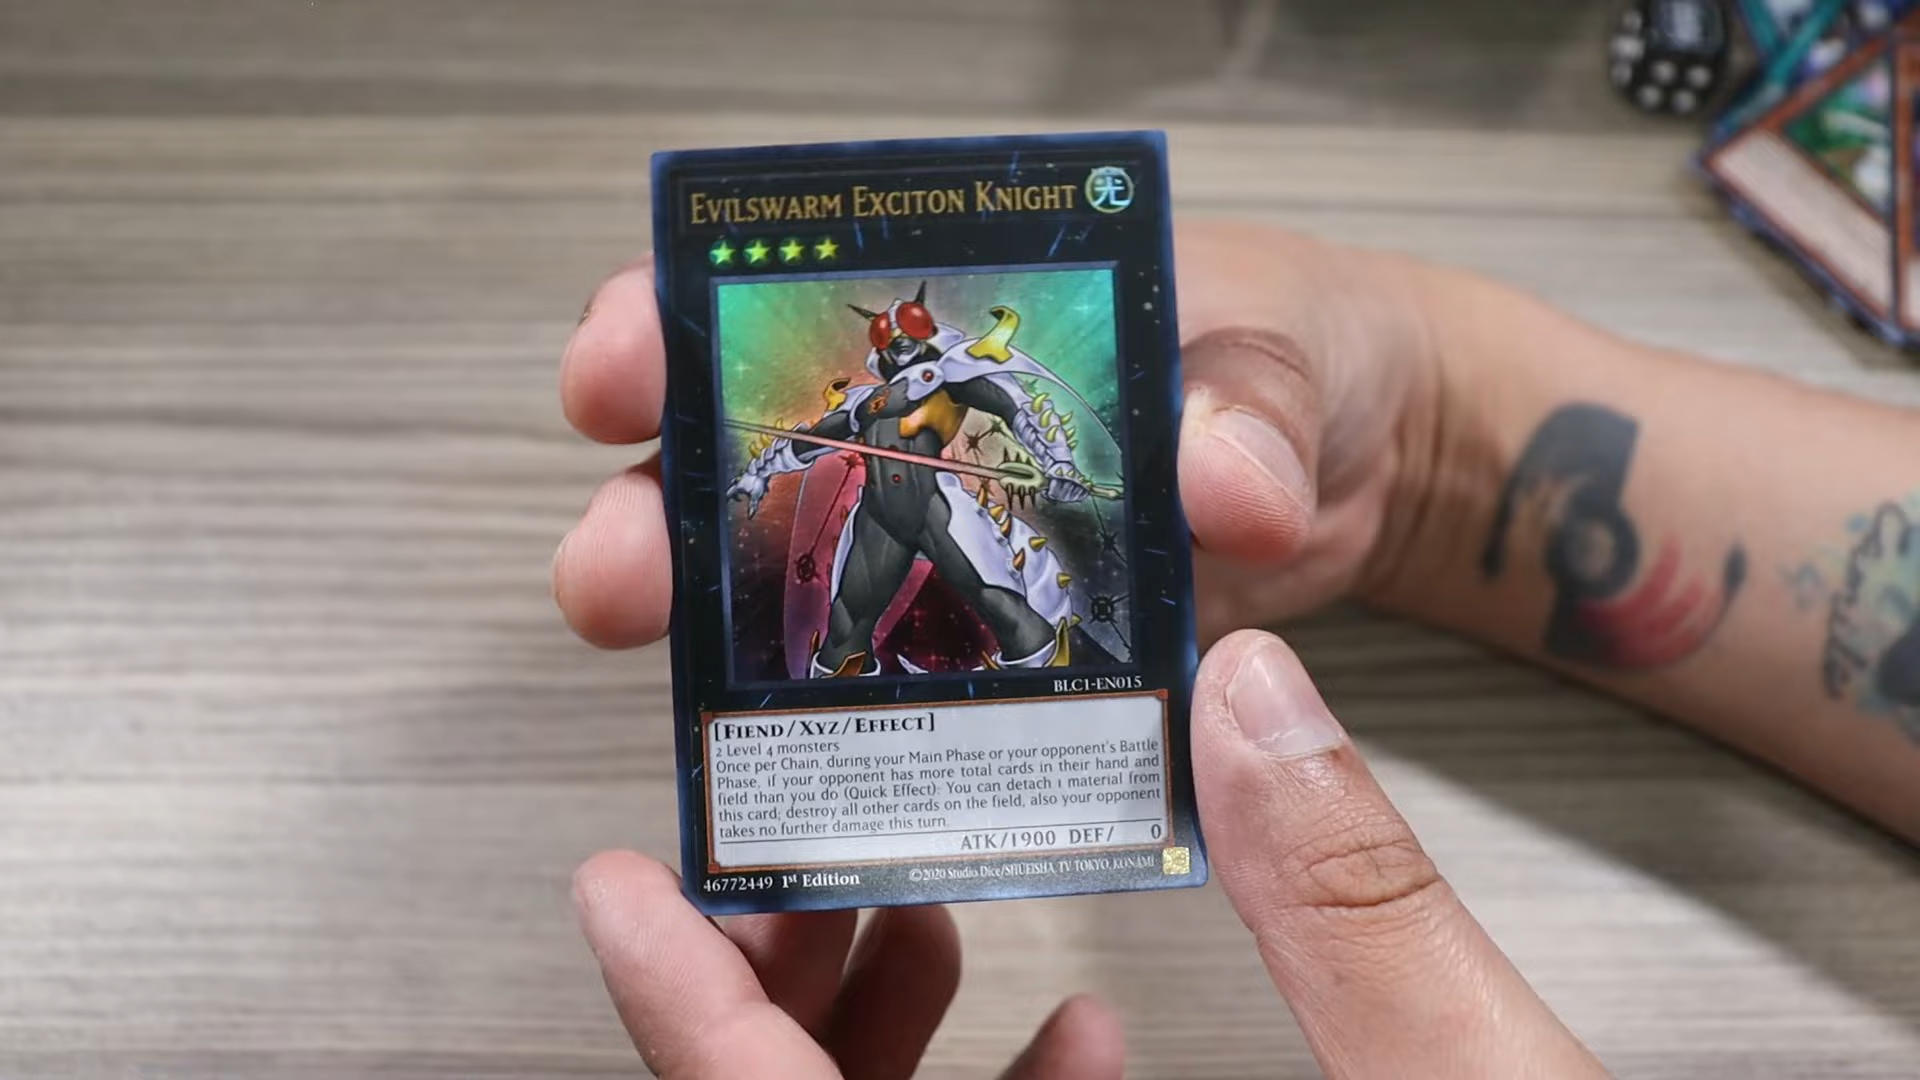 EVILSWARM EXCITON KNIGHT 光
BLC1-EN015
[FIEND/XYZ/EFFECT]
2 Level 4 monsters
Once per Chain, during your Main Phase or your opponent's Battle
Phase, if your opponent has more total cards in their hand and
field than you do (Quick Effect): You can detach 1 material from
this card; destroy all other cards on the field, also your opponent
takes no further damage this turn.
ATK/1900 DEF/ 0
46772449 1st Edition ©2020 Studio Dice/SHUEISHA, TV TOKYO, KONAMI